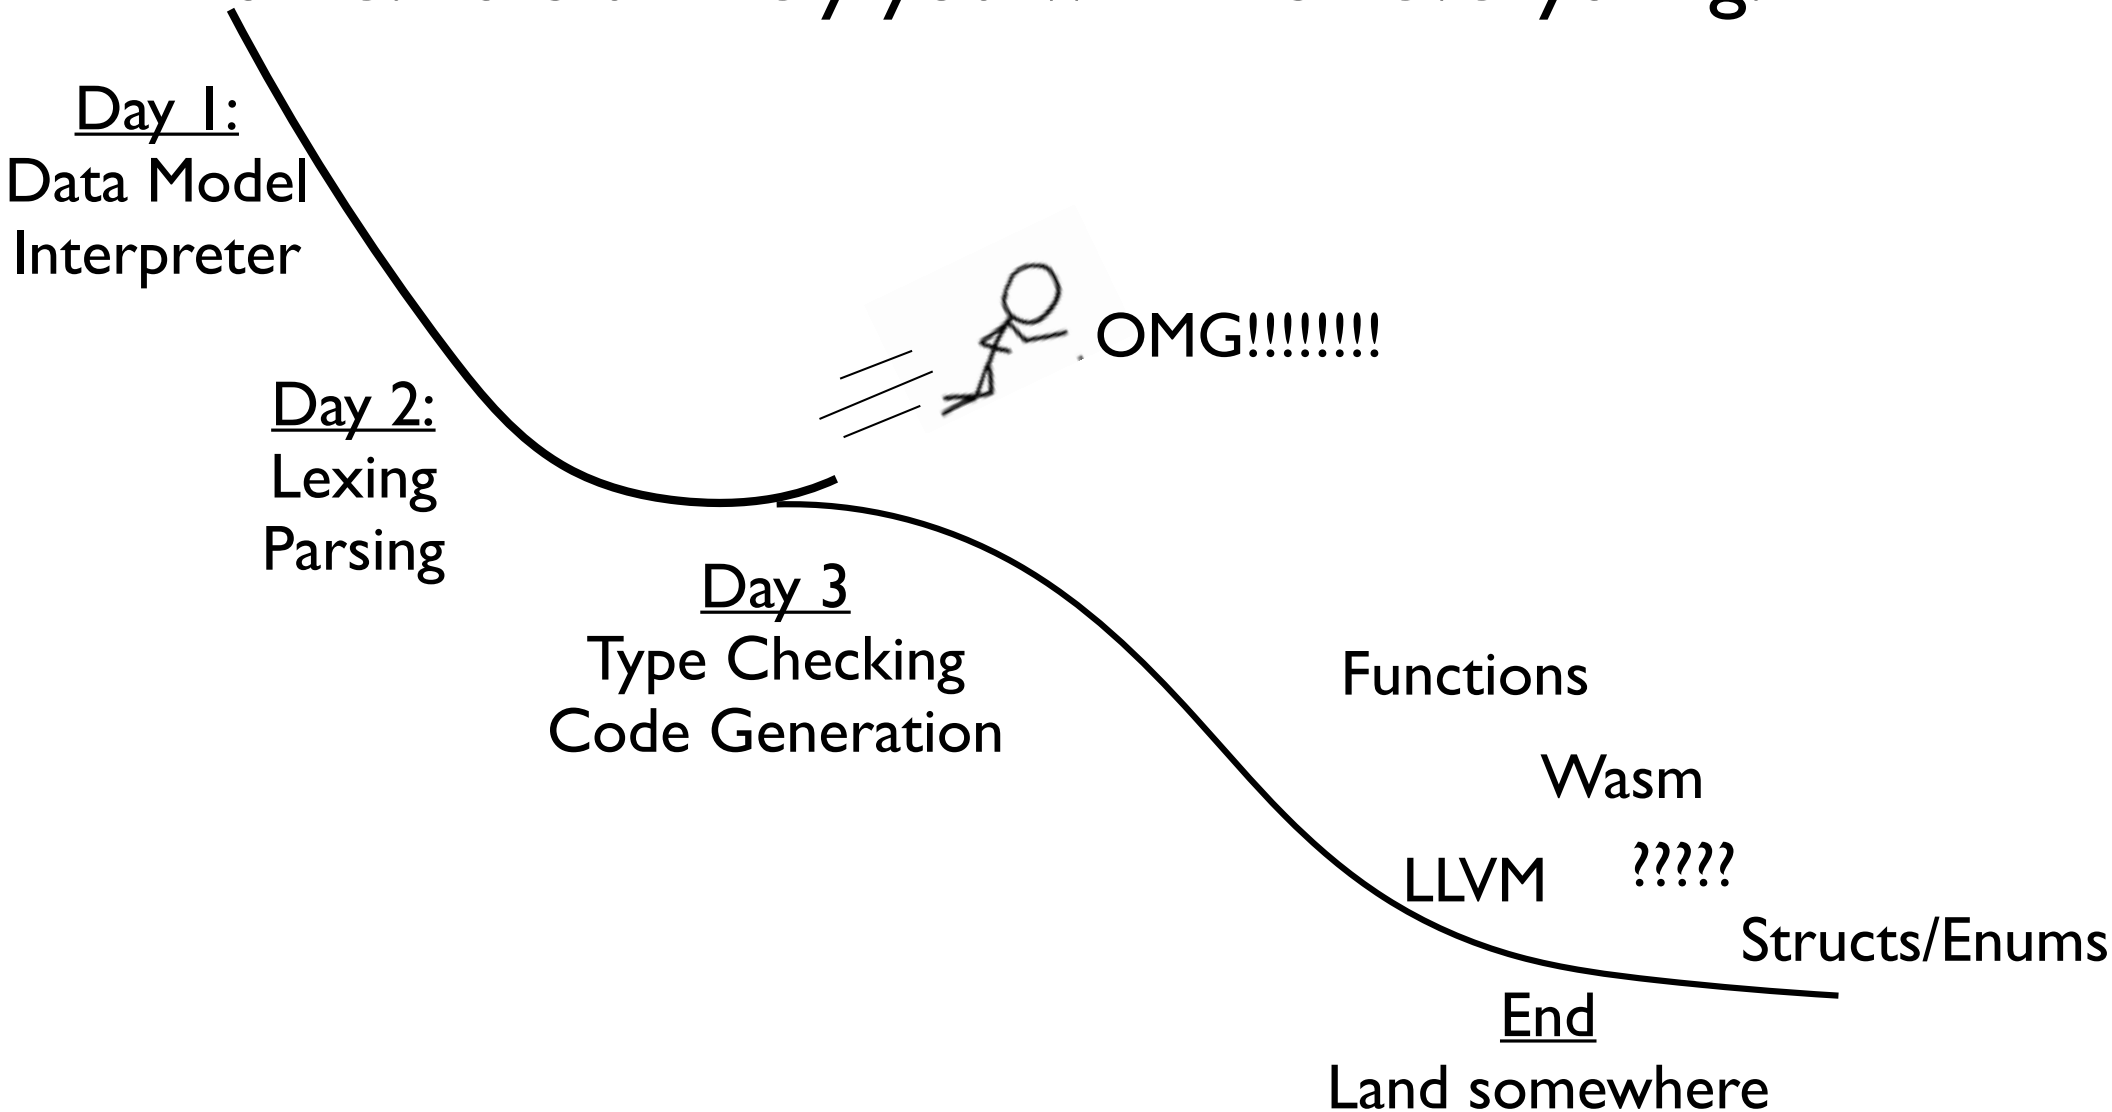 Day 1:
Data Model
Interpreter
OMG!!!!!!!!
Day 2:
Lexing
Parsing
Day 3
Type Checking
Code Generation
Functions
Wasm
LLVM
?????
Structs/Enums
End
Land somewhere